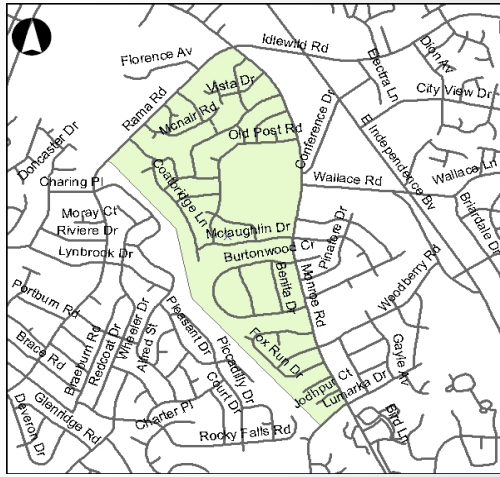 Idlewild Rd
Florence Av
Dion Av
Electra Ln
Vista Dr
City View Dr
Rama Rd
Mcnair Rd
Conference Dr
E Independence Bv
Old Post Rd
Doncaster Dr
Coatbridge Ln
Wallace Ln
Wallace Rd
Charing Pl
Briardale Dr
Moray Ct
Riviere Dr
Mclaughlin Dr
Pinafore Dr
Lynbrook Dr
Burtonwood Cr
Benita Dr
Monroe Rd
Woodberry Rd
Portburn Rd
Pleasant Dr
Wheeler Dr
Redcoat Dr
Braeburn Rd
Alred St
Brace Rd
Piccadilly Dr
Fox Run Dr
Gayle Av
Jodhpur Ct
Lumarka Dr
Court Dr
Charter Pl
Deveron Dr
Glenridge Rd
Bird Ln
Rocky Falls Rd